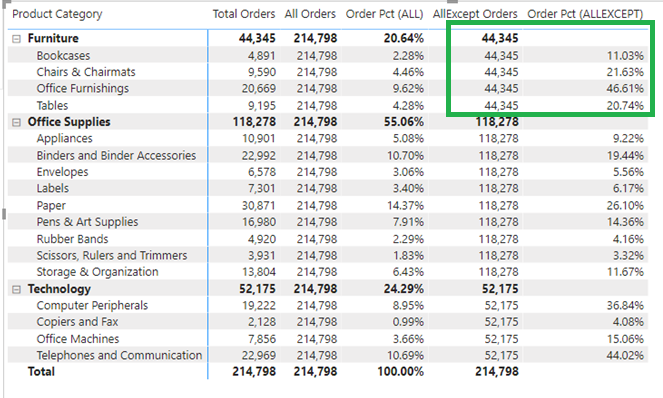 Product Category Total Orders All Orders Order Pct (ALL) AllExcept Orders Order Pct (ALLEXCEPT)
Furniture 44,345 214,798 20.64% 44,345
Bookcases 4,891 214,798 2.28% 44,345 11.03%
Chairs & Chairmats 9,590 214,798 4.46% 44,345 21.63%
Office Furnishings 20,669 214,798 9.62% 44,345 46.61%
Tables 9,195 214,798 4.28% 44,345 20.74%
Office Supplies 118,278 214,798 55.06% 118,278
Appliances 10,901 214,798 5.08% 118,278 9.22%
Binders and Binder Accessories 22,992 214,798 10.70% 118,278 19.44%
Envelopes 6,578 214,798 3.06% 118,278 5.56%
Labels 7,301 214,798 3.40% 118,278 6.17%
Paper 30,871 214,798 14.37% 118,278 26.10%
Pens & Art Supplies 16,980 214,798 7.91% 118,278 14.36%
Rubber Bands 4,920 214,798 2.29% 118,278 4.16%
Scissors, Rulers and Trimmers 3,931 214,798 1.83% 118,278 3.32%
Storage & Organization 13,804 214,798 6.43% 118,278 11.67%
Technology 52,175 214,798 24.29% 52,175
Computer Peripherals 19,222 214,798 8.95% 52,175 36.84%
Copiers and Fax 2,128 214,798 0.99% 52,175 4.08%
Office Machines 7,856 214,798 3.66% 52,175 15.06%
Telephones and Communication 22,969 214,798 10.69% 52,175 44.02%
Total 214,798 214,798 100.00% 214,798